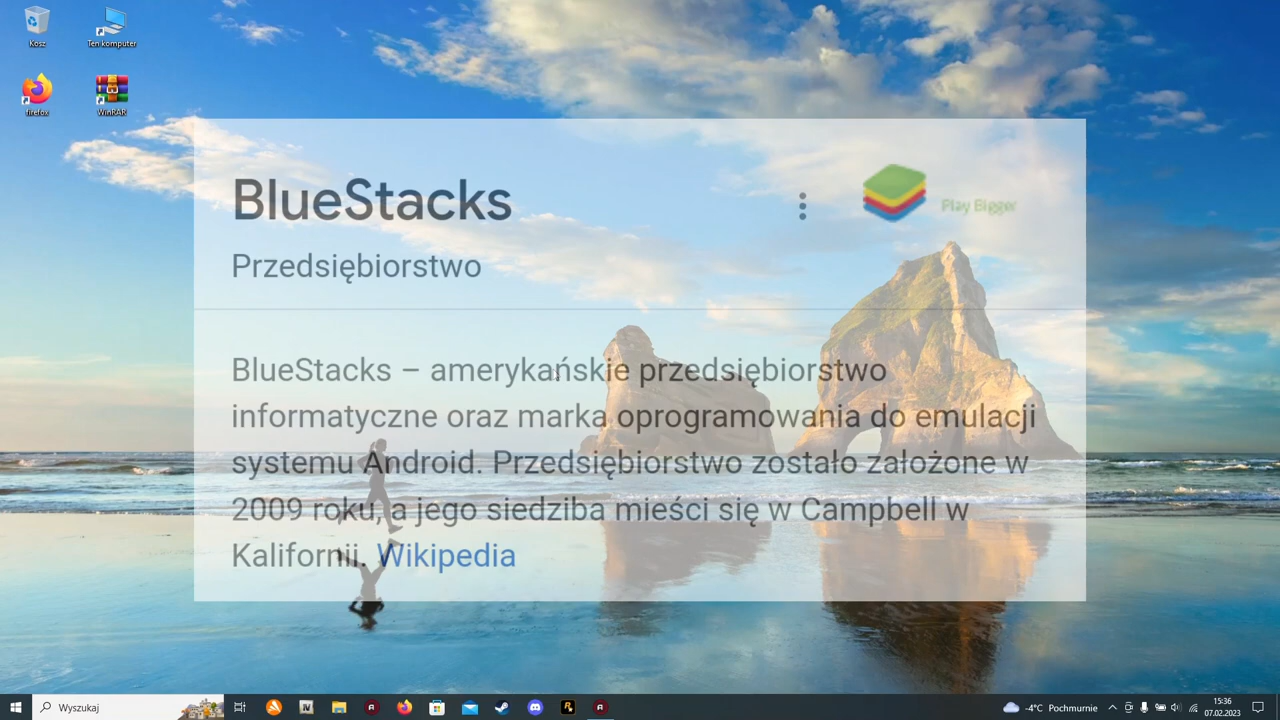 Kosz
Ten komputer
firefox
WinRAR
BlueStacks
Play Bigger
Przedsiębiorstwo
BlueStacks – amerykańskie przedsiębiorstwo
informatyczne oraz marka oprogramowania do emulacji
systemu Android. Przedsiębiorstwo zostało założone w
2009 roku, a jego siedziba mieści się w Campbell w
Kalifornii. Wikipedia
Wyszukaj
-4°C Pochmurnie
15:36
07.02.2023